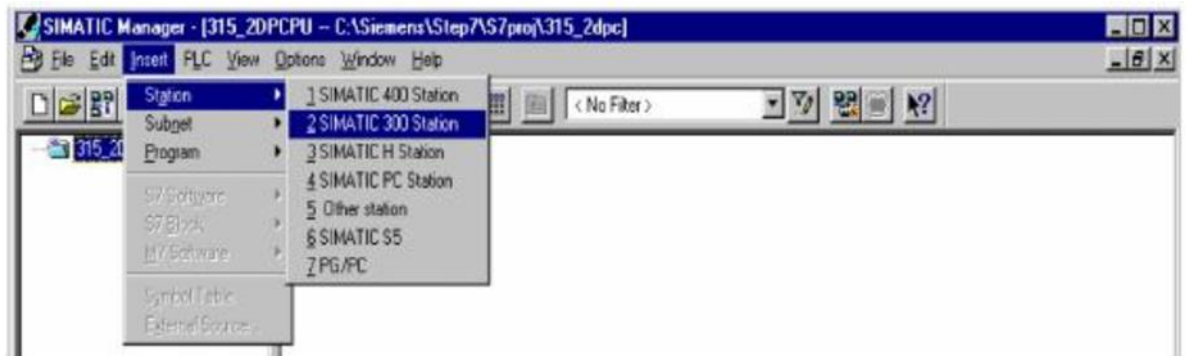 SIMATIC Manager - [315_2DPCPU -- C:\Siemens\Step7\S7proj\315_2dpc]
File Edit Insert PLC View Options Window Help
Station
Subnet
Program
S7 Software
S7 Block
M7 Software
Symbol Table
External Source...
1 SIMATIC 400 Station
2 SIMATIC 300 Station
3 SIMATIC H Station
4 SIMATIC PC Station
5 Other station
6 SIMATIC S5
7 PG/PC
< No Filter >
315_2